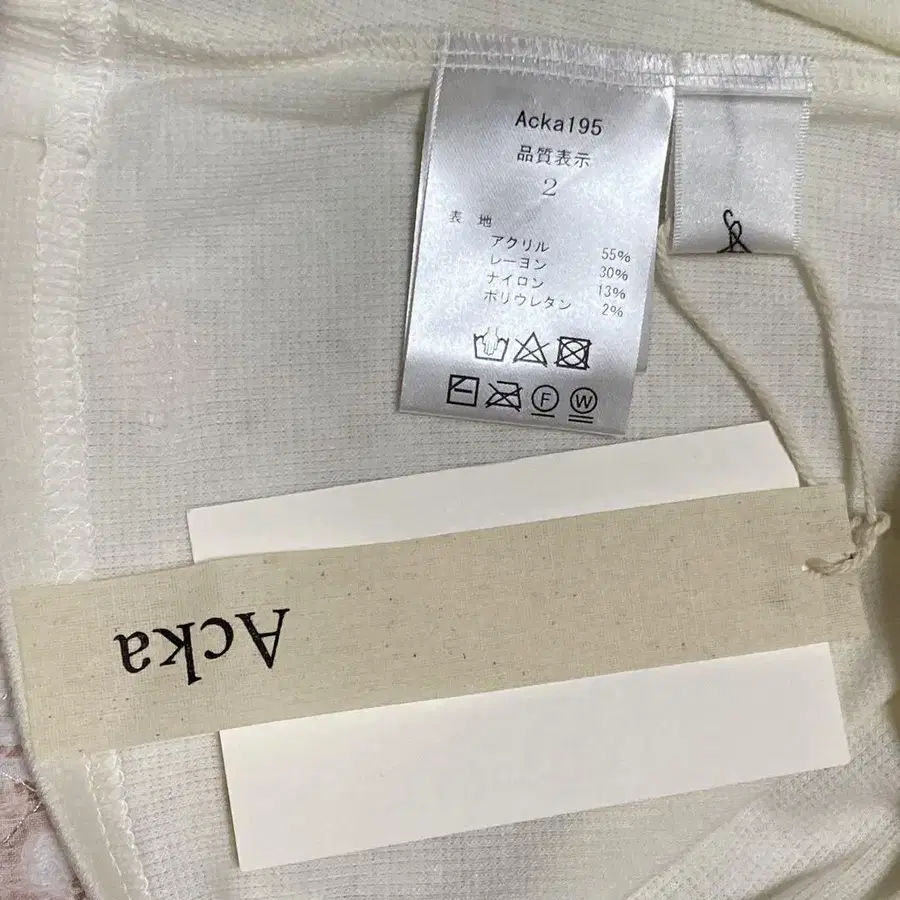 Acka195
品質表示
2
表 地
アクリル 55%
レーヨン 30%
ナイロン 13%
ポリウレタン 2%
F W
Acka